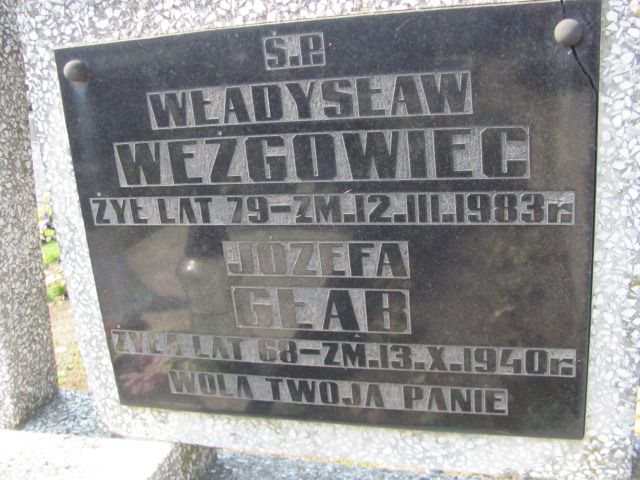 Ś.P.
WŁADYSŁAW
WEŹGOWIEC
ŻYŁ LAT 79-ZM.12.III.1983r.
JÓZEFA
GŁĄB
ŻYŁA LAT 68-ZM.13.X.1940r.
WOLA TWOJA PANIE